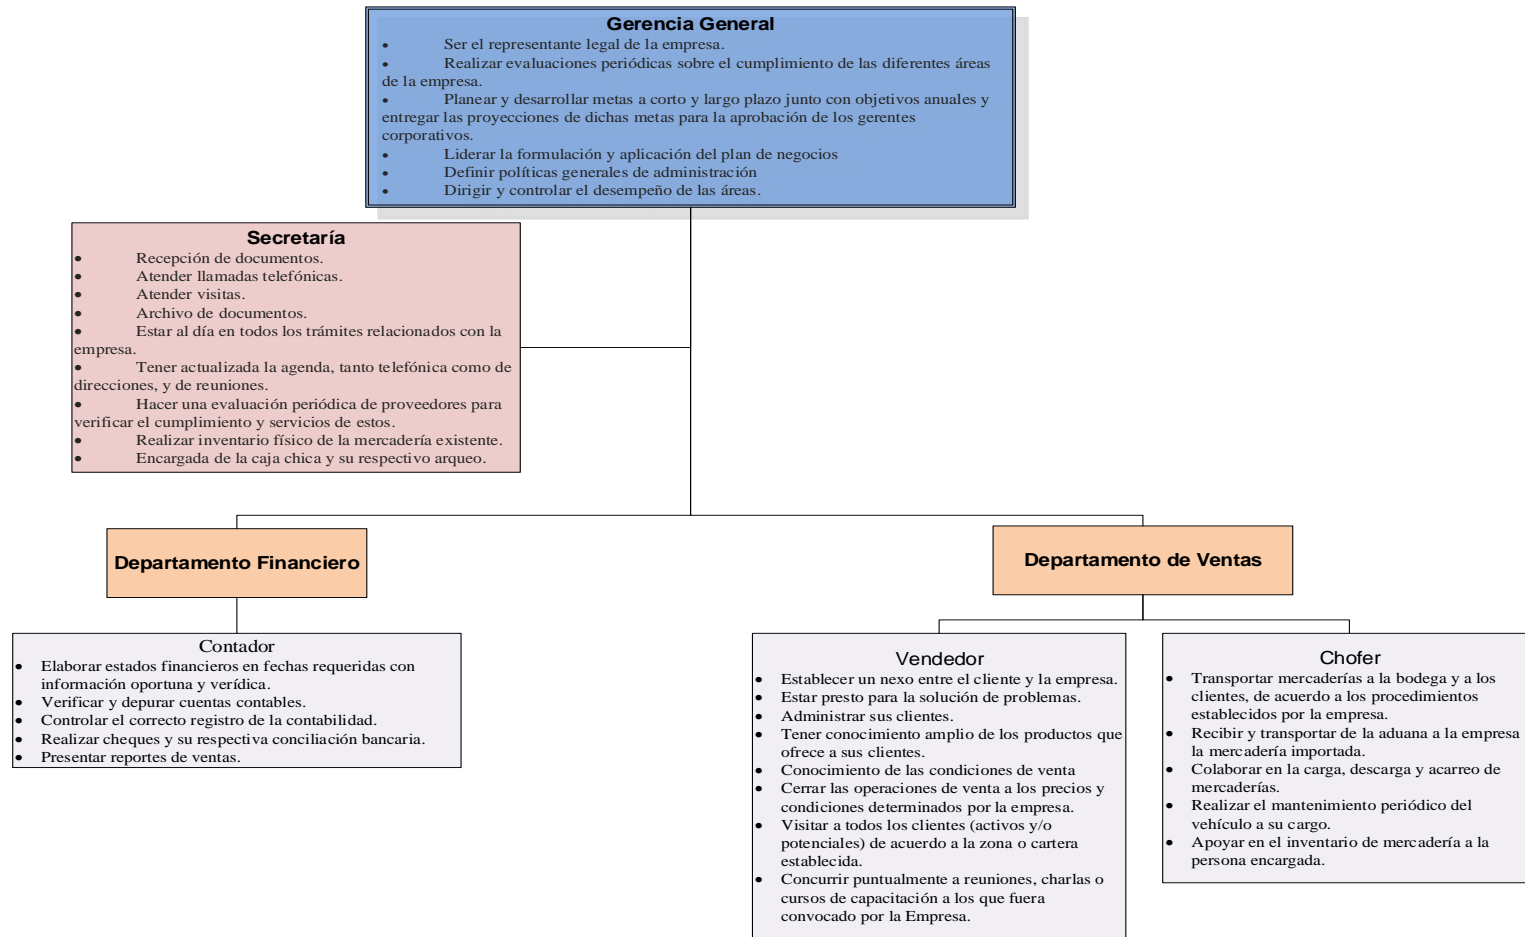 Gerencia General
• Ser el representante legal de la empresa.
• Realizar evaluaciones periódicas sobre el cumplimiento de las diferentes áreas
de la empresa.
• Planear y desarrollar metas a corto y largo plazo junto con objetivos anuales y
entregar las proyecciones de dichas metas para la aprobación de los gerentes
corporativos.
• Liderar la formulación y aplicación del plan de negocios
• Definir políticas generales de administración
• Dirigir y controlar el desempeño de las áreas.
Secretaría
• Recepción de documentos.
• Atender llamadas telefónicas.
• Atender visitas.
• Archivo de documentos.
• Estar al día en todos los trámites relacionados con la
empresa.
• Tener actualizada la agenda, tanto telefónica como de
direcciones, y de reuniones.
• Hacer una evaluación periódica de proveedores para
verificar el cumplimiento y servicios de estos.
• Realizar inventario físico de la mercadería existente.
• Encargada de la caja chica y su respectivo arqueo.
Departamento Financiero
Departamento de Ventas
Contador
• Elaborar estados financieros en fechas requeridas con
información oportuna y verídica.
• Verificar y depurar cuentas contables.
• Controlar el correcto registro de la contabilidad.
• Realizar cheques y su respectiva conciliación bancaria.
• Presentar reportes de ventas.
Vendedor
• Establecer un nexo entre el cliente y la empresa.
• Estar presto para la solución de problemas.
• Administrar sus clientes.
• Tener conocimiento amplio de los productos que
ofrece a sus clientes.
• Conocimiento de las condiciones de venta
• Cerrar las operaciones de venta a los precios y
condiciones determinados por la empresa.
• Visitar a todos los clientes (activos y/o
potenciales) de acuerdo a la zona o cartera
establecida.
• Concurrir puntualmente a reuniones, charlas o
cursos de capacitación a los que fuera
convocado por la Empresa.
Chofer
• Transportar mercaderías a la bodega y a los
clientes, de acuerdo a los procedimientos
establecidos por la empresa.
• Recibir y transportar de la aduana a la empresa
la mercadería importada.
• Colaborar en la carga, descarga y acarreo de
mercaderías.
• Realizar el mantenimiento periódico del
vehículo a su cargo.
• Apoyar en el inventario de mercadería a la
persona encargada.